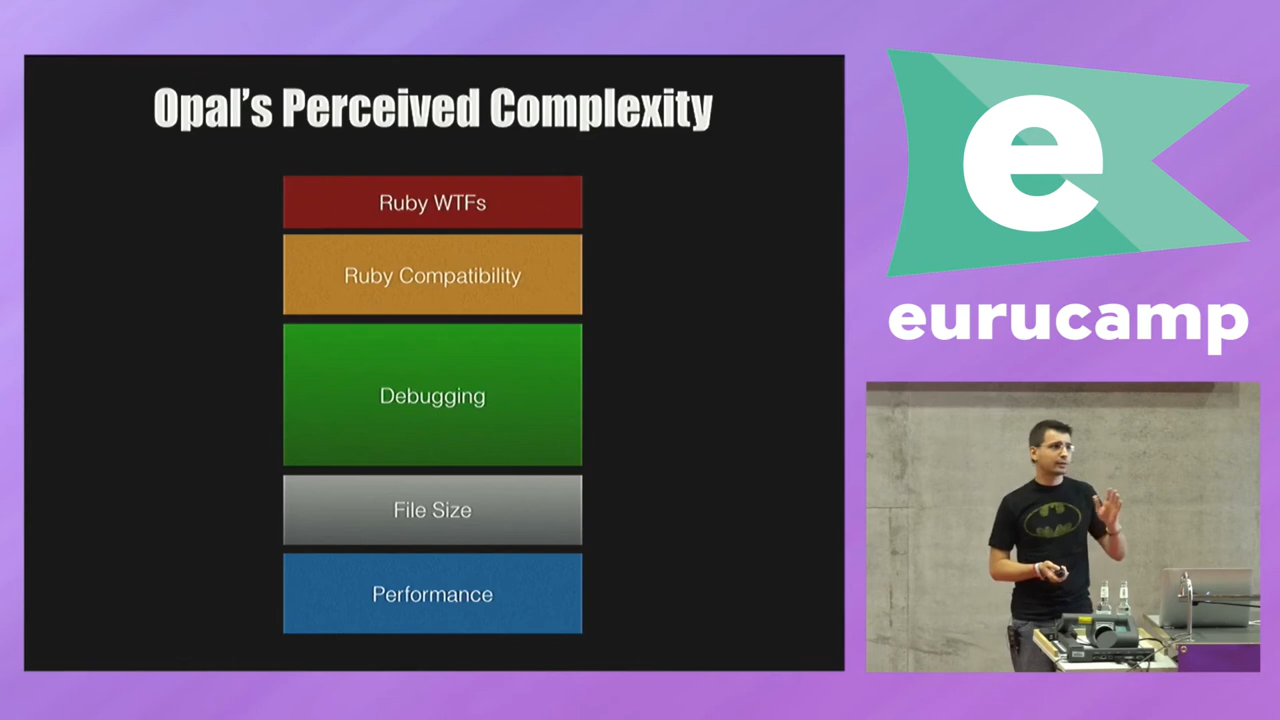 Opal's Perceived Complexity
Ruby WTFs
Ruby Compatibility
Debugging
File Size
Performance
e
eurucamp